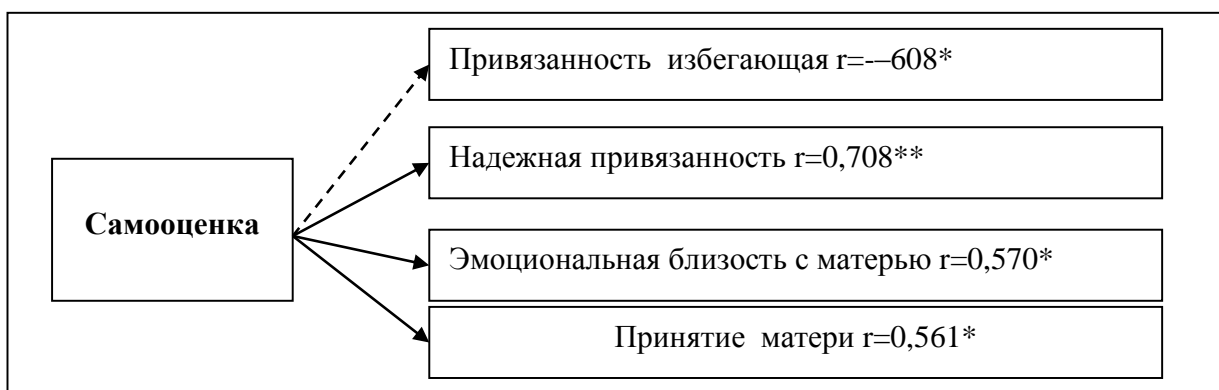 Привязанность избегающая r=-–608*
Надежная привязанность r=0,708**
Самооценка
Эмоциональная близость с матерью r=0,570*
Принятие матери r=0,561*